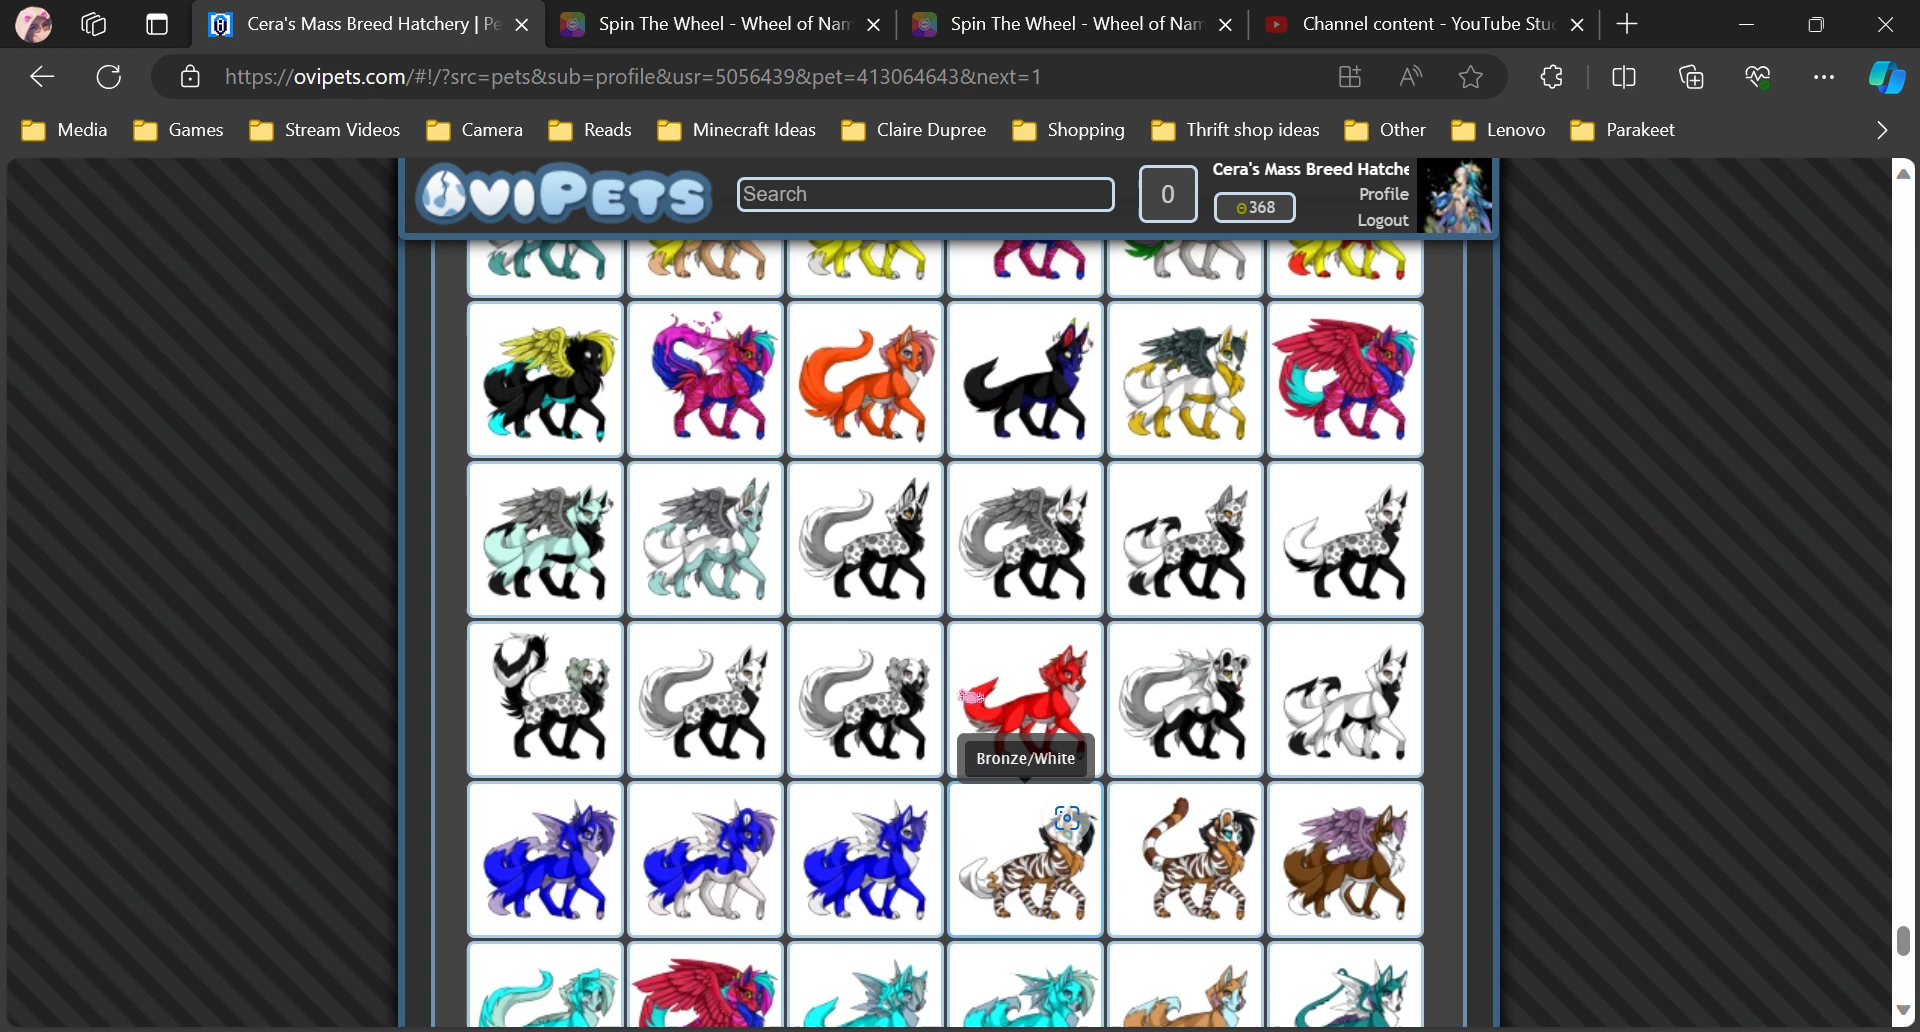 Cera's Mass Breed Hatchery | Pe
Spin The Wheel - Wheel of Nam
Spin The Wheel - Wheel of Nam
Channel content - YouTube Stu
https://ovipets.com/#!/?src=pets&sub=profile&usr=5056439&pet=413064643&next=1
Media
Games
Stream Videos
Camera
Reads
Minecraft Ideas
Claire Dupree
Shopping
Thrift shop ideas
Other
Lenovo
Parakeet
OviPets
Search
0
Cera's Mass Breed Hatche
368
Profile
Logout
Bronze/White